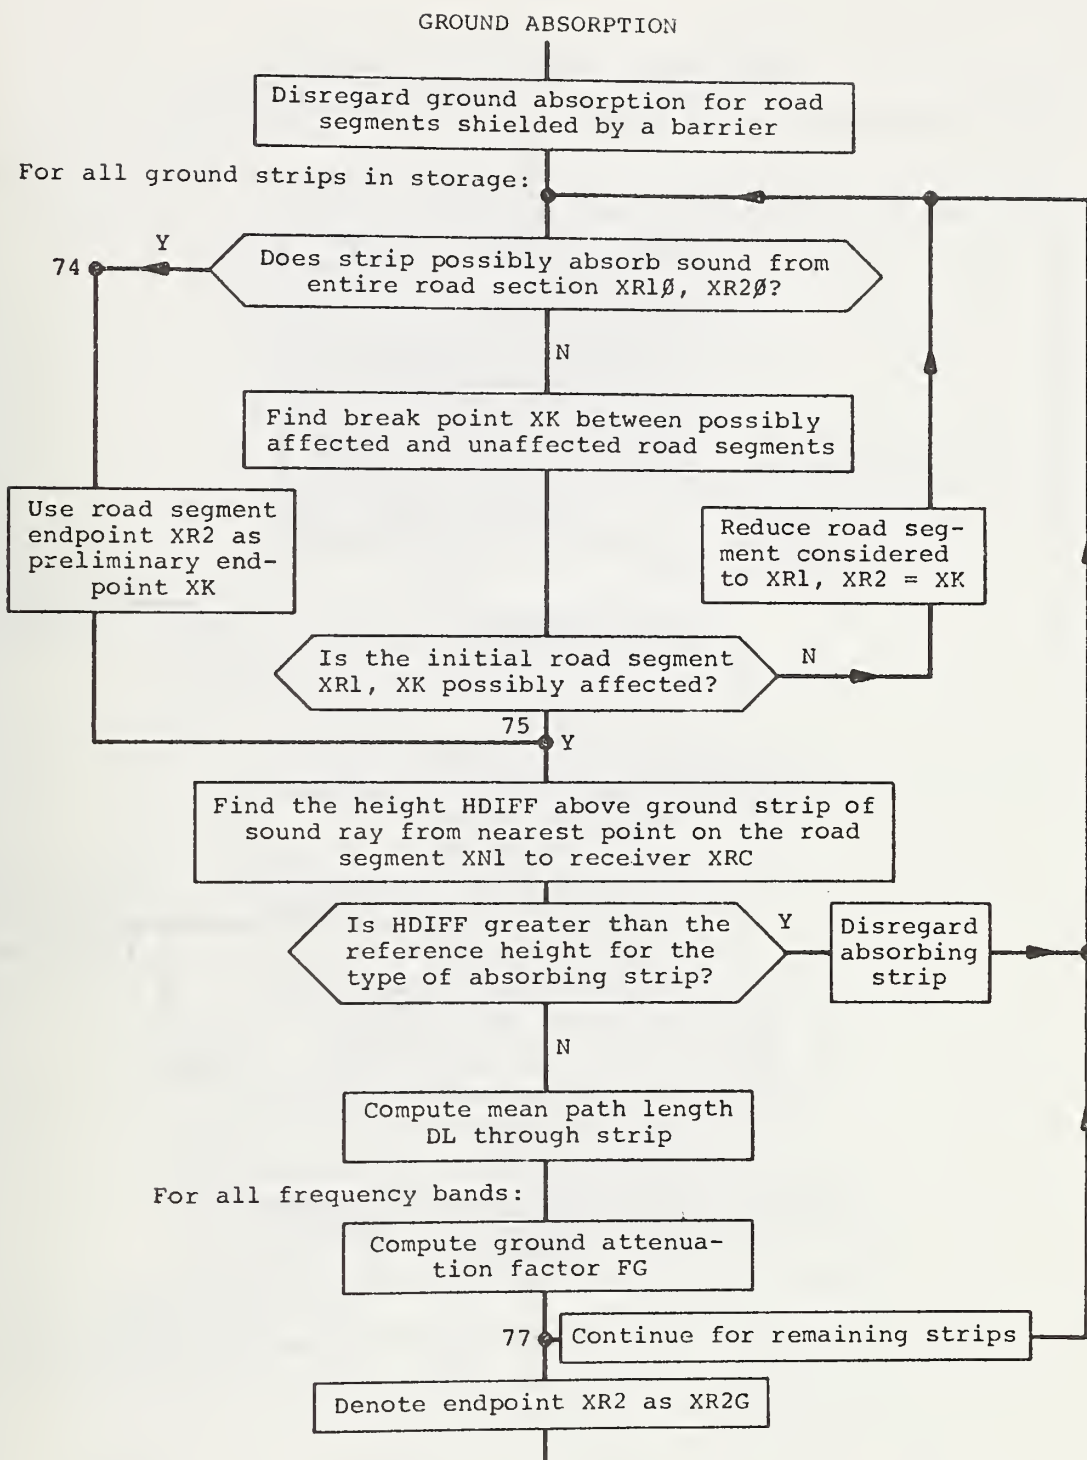 GROUND ABSORPTION
Disregard ground absorption for road
segments shielded by a barrier
For all ground strips in storage:
Y
74
Does strip possibly absorb sound from
entire road section XR1Ø, XR2Ø?
N
Find break point XK between possibly
affected and unaffected road segments
Use road segment
endpoint XR2 as
preliminary end-
point XK
Reduce road seg-
ment considered
to XR1, XR2 = XK
Is the initial road segment
XR1, XK possibly affected?
N
75
Y
Find the height HDIFF above ground strip of
sound ray from nearest point on the road
segment XN1 to receiver XRC
Is HDIFF greater than the
reference height for the
type of absorbing strip?
Y
Disregard
absorbing
strip
N
Compute mean path length
DL through strip
For all frequency bands:
Compute ground attenua-
tion factor FG
77
Continue for remaining strips
Denote endpoint XR2 as XR2G